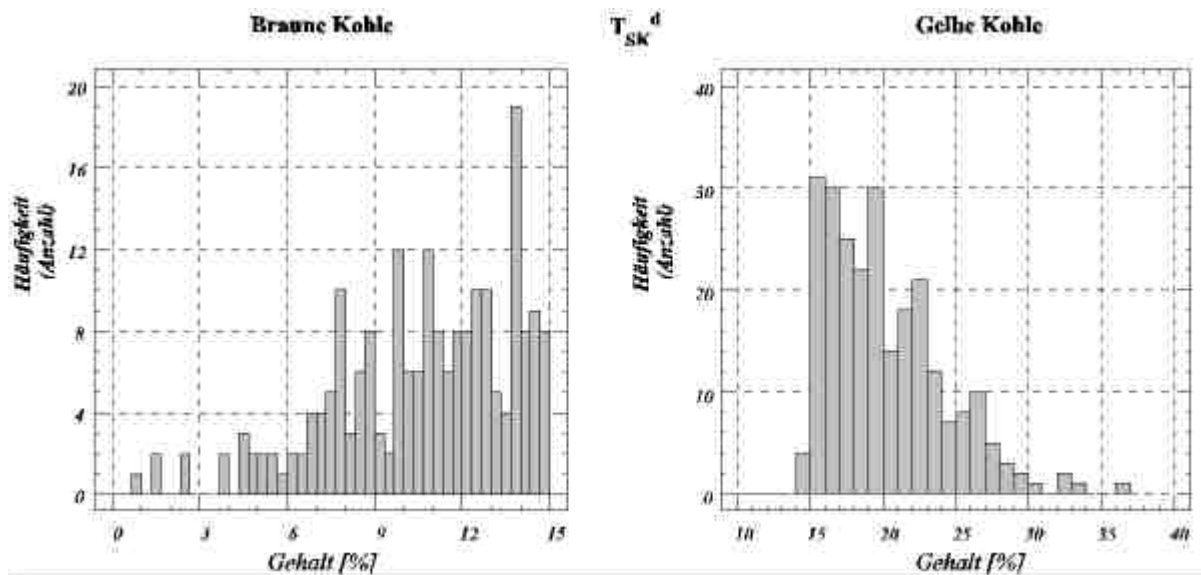 Braune Kohle
T_SK^d
Gelbe Kohle
20
16
12
8
4
0
Häufigkeit
(Anzahl)
0 3 6 9 12 15
Gehalt [%]
40
30
20
10
0
Häufigkeit
(Anzahl)
10 15 20 25 30 35 40
Gehalt [%]